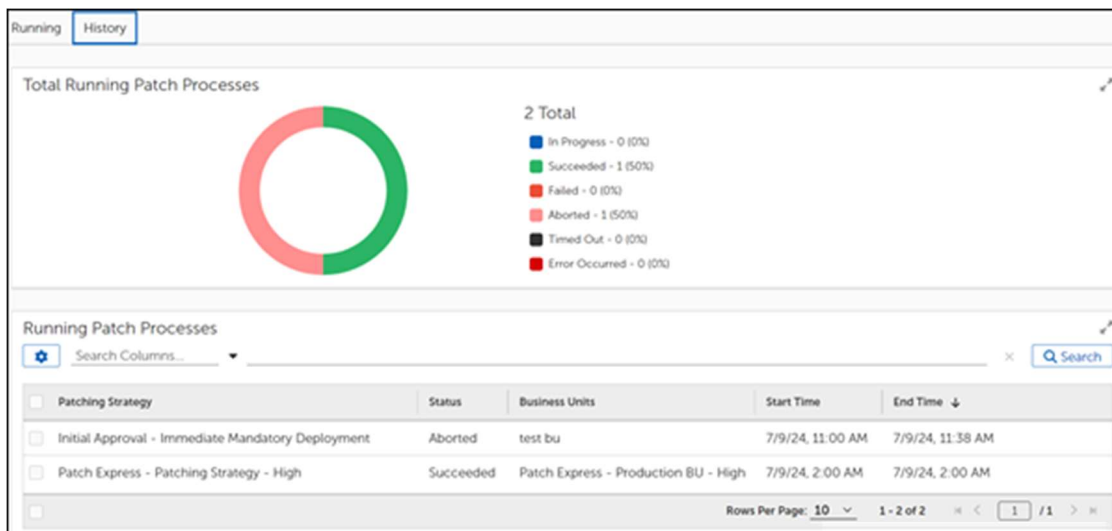 Running History
Total Running Patch Processes
2 Total
In Progress - 0 (0%)
Succeeded - 1 (50%)
Failed - 0 (0%)
Aborted - 1 (50%)
Timed Out - 0 (0%)
Error Occurred - 0 (0%)
Running Patch Processes
Search Columns... Search
Patching Strategy Status Business Units Start Time End Time
Initial Approval - Immediate Mandatory Deployment Aborted test bu 7/9/24, 11:00 AM 7/9/24, 11:38 AM
Patch Express - Patching Strategy - High Succeeded Patch Express - Production BU - High 7/9/24, 2:00 AM 7/9/24, 2:00 AM
Rows Per Page: 10 1 - 2 of 2 1 / 1